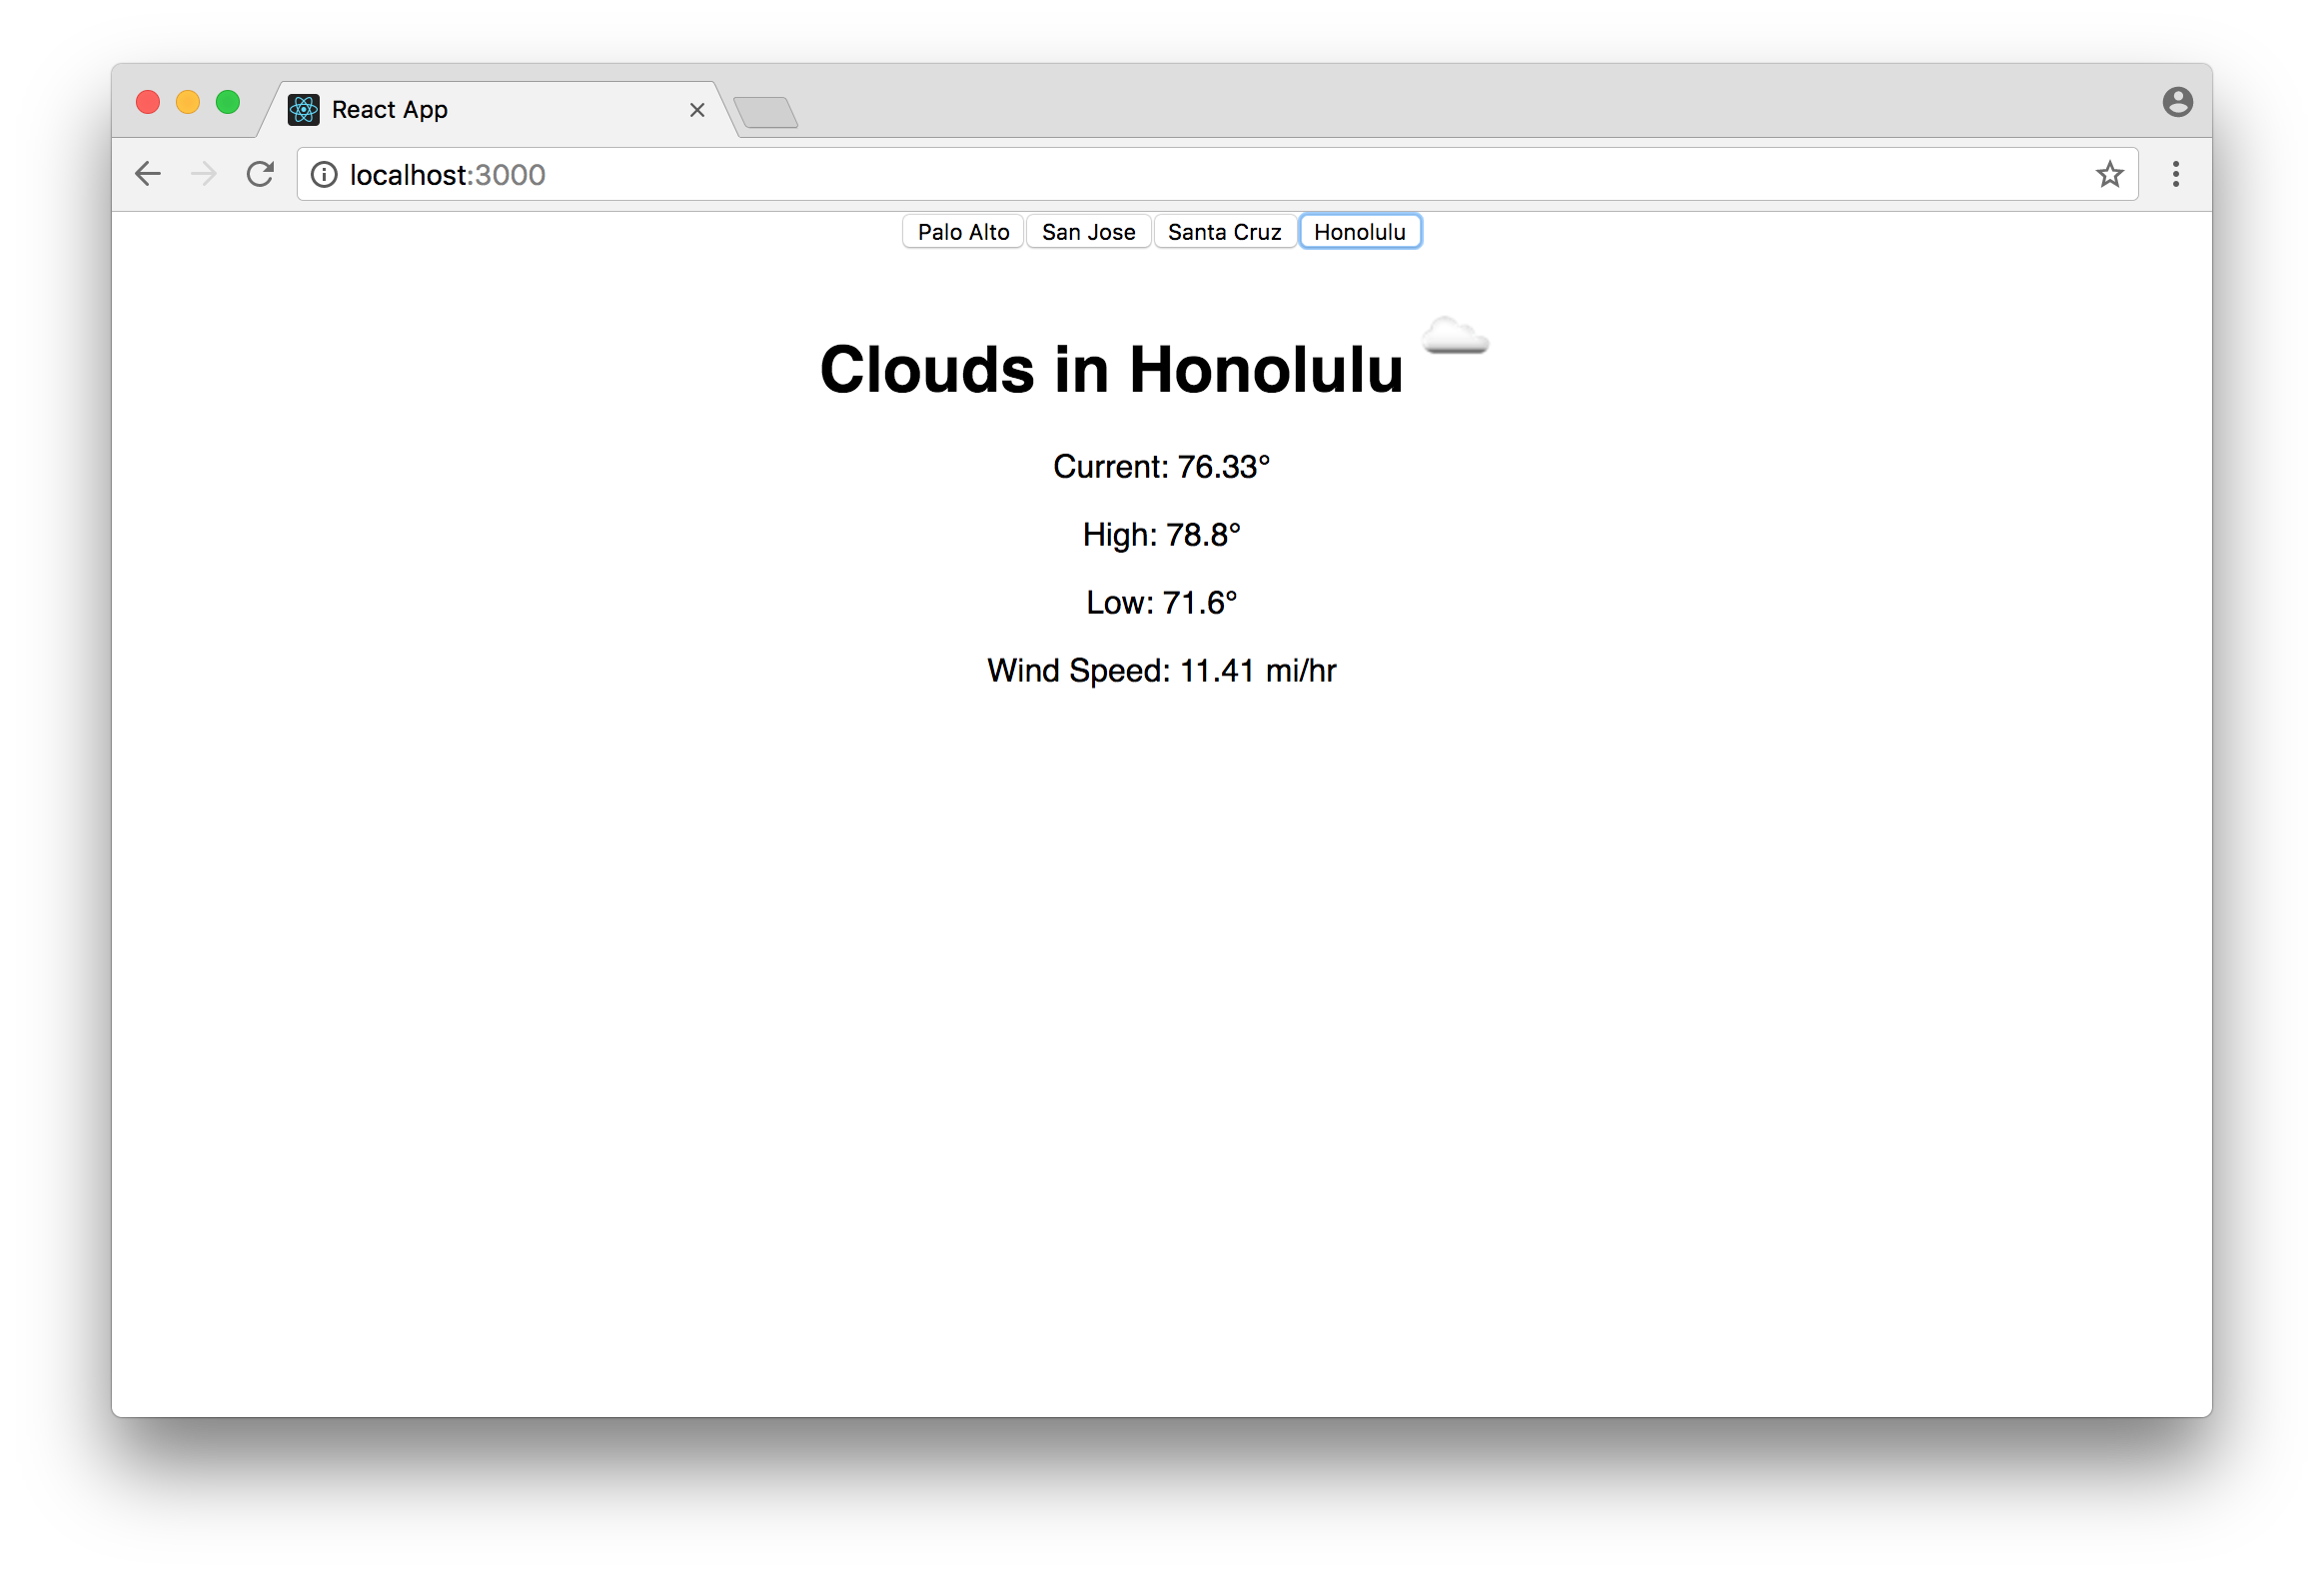 React App
localhost:3000
Palo Alto San Jose Santa Cruz Honolulu
Clouds in Honolulu
Current: 76.33°
High: 78.8°
Low: 71.6°
Wind Speed: 11.41 mi/hr